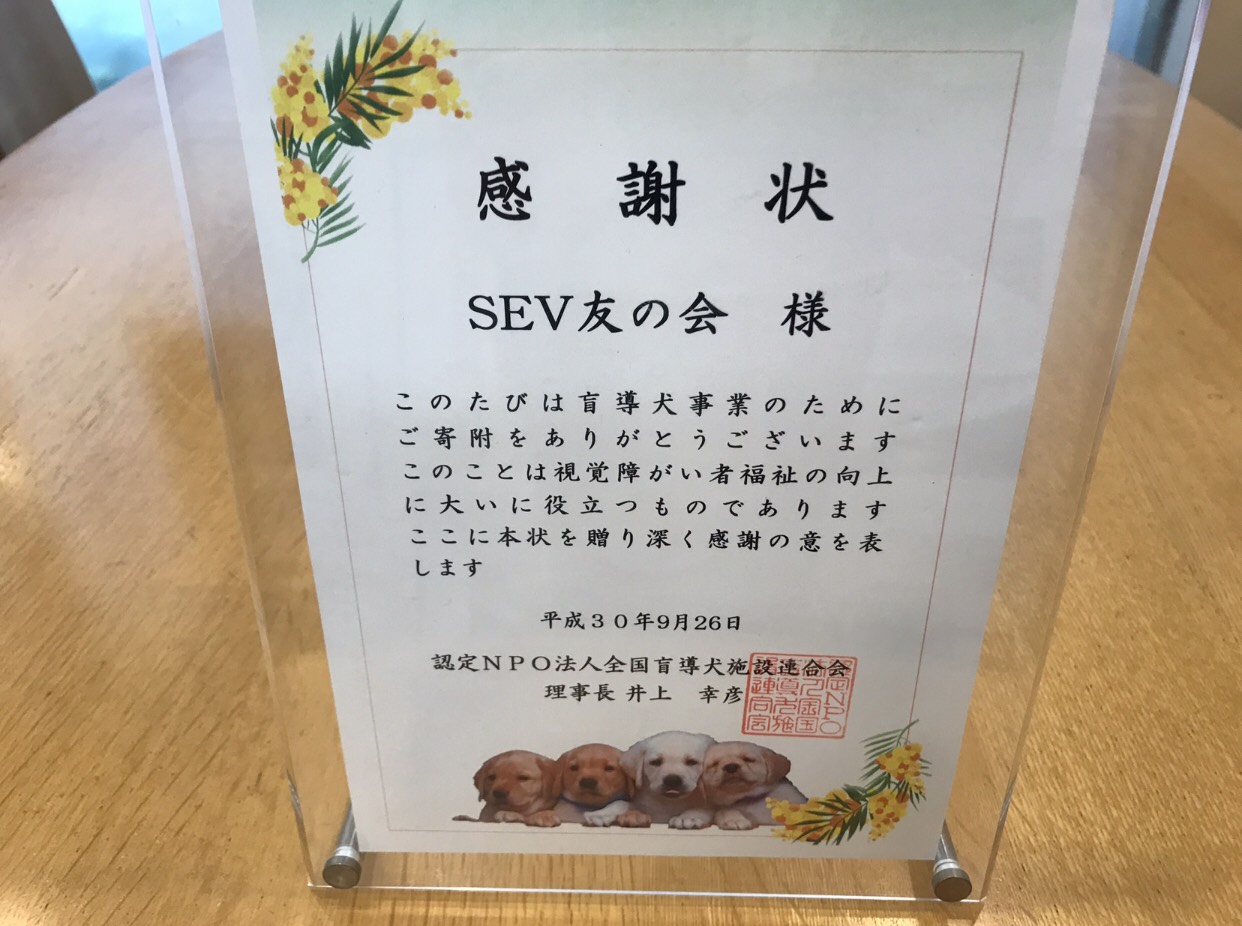 感謝状
SEV友の会　様
このたびは盲導犬事業のために
ご寄附をありがとうございます
このことは視覚障がい者福祉の向上
に大いに役立つものであります
ここに本状を贈り深く感謝の意を表
します
平成３０年9月26日
認定ＮＰＯ法人全国盲導犬施設連合会
理事長 井上　幸彦